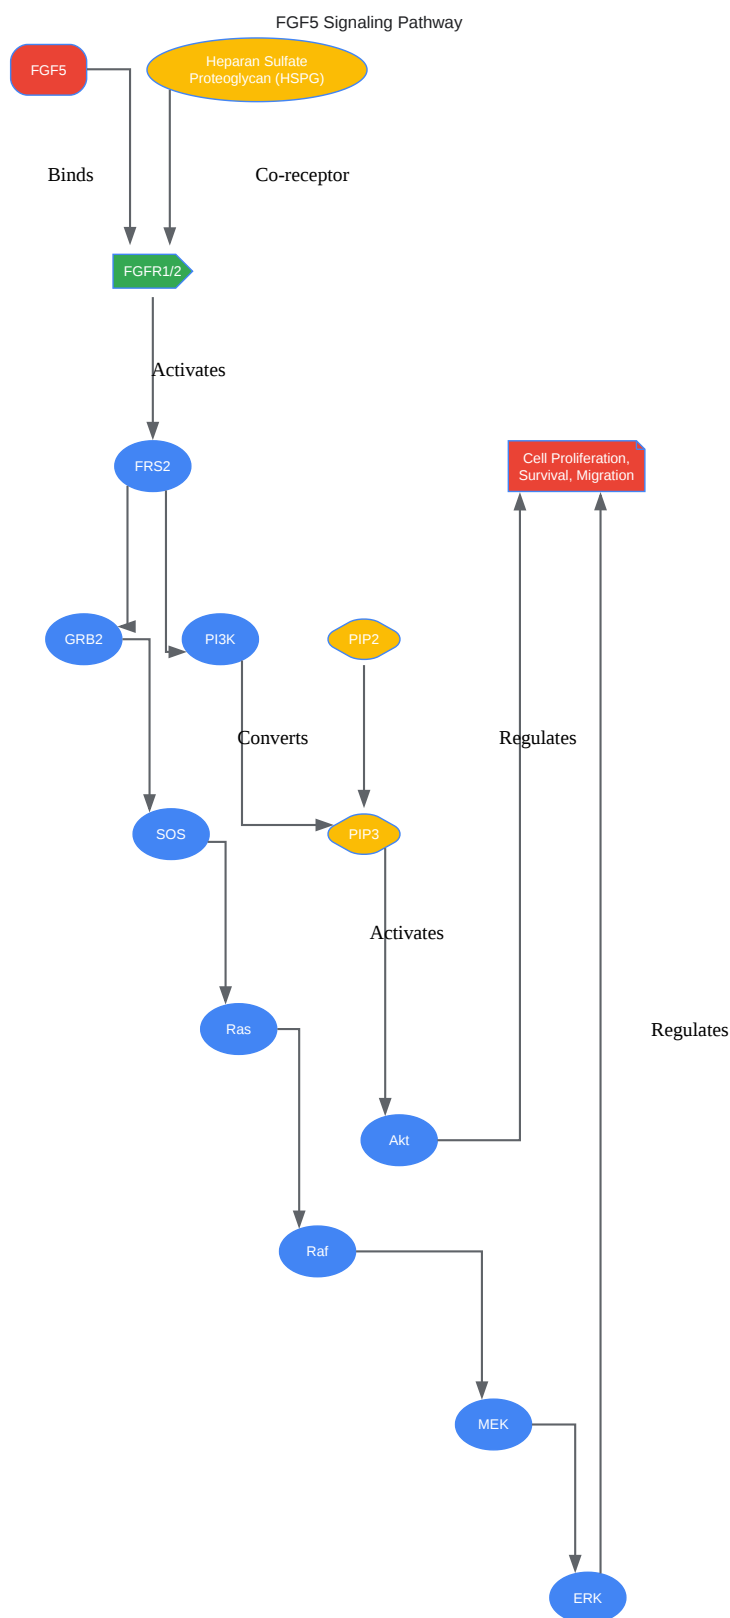 FGF5 Signaling Pathway
FGF5
Heparan Sulfate
Proteoglycan (HSPG)
Binds
Co-receptor
FGFR1/2
Activates
FRS2
Cell Proliferation,
Survival, Migration
GRB2
PI3K
PIP2
Converts
Regulates
SOS
PIP3
Activates
Ras
Regulates
Akt
Raf
MEK
ERK